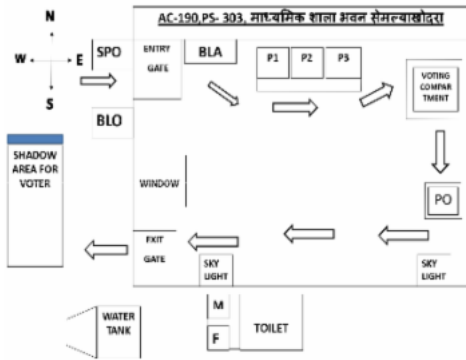 AC-190,PS- 303, माध्यमिक शाला भवन सेमल्याखोदरा
N
W
E
S
SPO
ENTRY
GATE
BLA
P1
P2
P3
VOTING
COMPAR
TMENT
BLO
SHADOW
AREA FOR
VOTER
WINDOW
PO
EXIT
GATE
SKY
LIGHT
SKY
LIGHT
WATER
TANK
M
F
TOILET